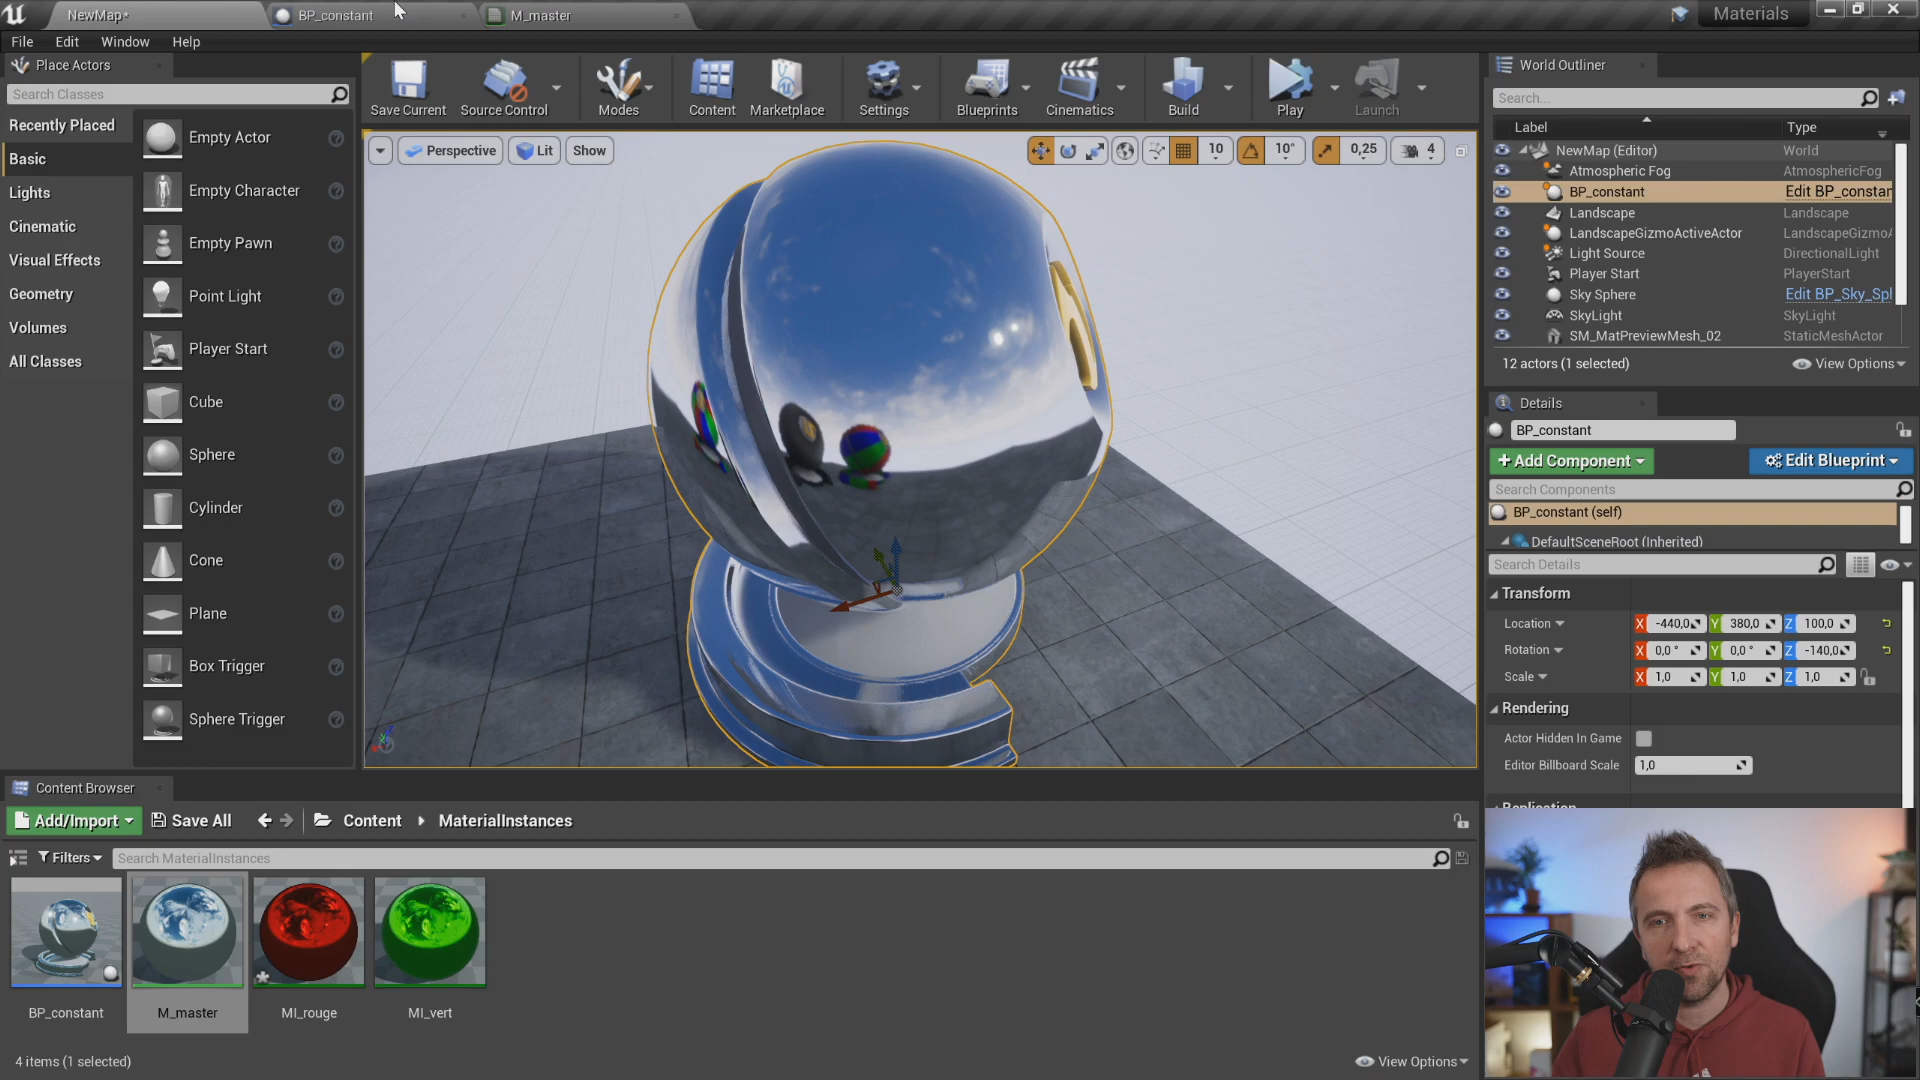 NewMap*
BP_constant
M_master
Materials
File
Edit
Window
Help
Place Actors
Search Classes
Recently Placed
Basic
Lights
Cinematic
Visual Effects
Geometry
Volumes
All Classes
Empty Actor
Empty Character
Empty Pawn
Point Light
Player Start
Cube
Sphere
Cylinder
Cone
Plane
Box Trigger
Sphere Trigger
Save Current
Source Control
Modes
Content
Marketplace
Settings
Blueprints
Cinematics
Build
Play
Launch
Perspective
Lit
Show
10
10°
0,25
4
World Outliner
Search...
Label
Type
NewMap (Editor)
World
Atmospheric Fog
AtmosphericFog
BP_constant
Edit BP_constan
Landscape
Landscape
LandscapeGizmoActiveActor
LandscapeGizmoA
Light Source
DirectionalLight
Player Start
PlayerStart
Sky Sphere
Edit BP_Sky_Spl
SkyLight
SkyLight
SM_MatPreviewMesh_02
StaticMeshActor
12 actors (1 selected)
View Options
Details
BP_constant
+ Add Component
Edit Blueprint
Search Components
BP_constant (self)
DefaultSceneRoot (Inherited)
Search Details
Transform
Location
X -440,0 Y 380,0 Z 100,0
Rotation
X 0,0 ° Y 0,0 ° Z -140,0
Scale
X 1,0 Y 1,0 Z 1,0
Rendering
Actor Hidden In Game
Editor Billboard Scale
1,0
Replication
Content Browser
Add/Import
Save All
Content
MaterialInstances
Filters
Search MaterialInstances
BP_constant
M_master
MI_rouge
MI_vert
4 items (1 selected)
View Options